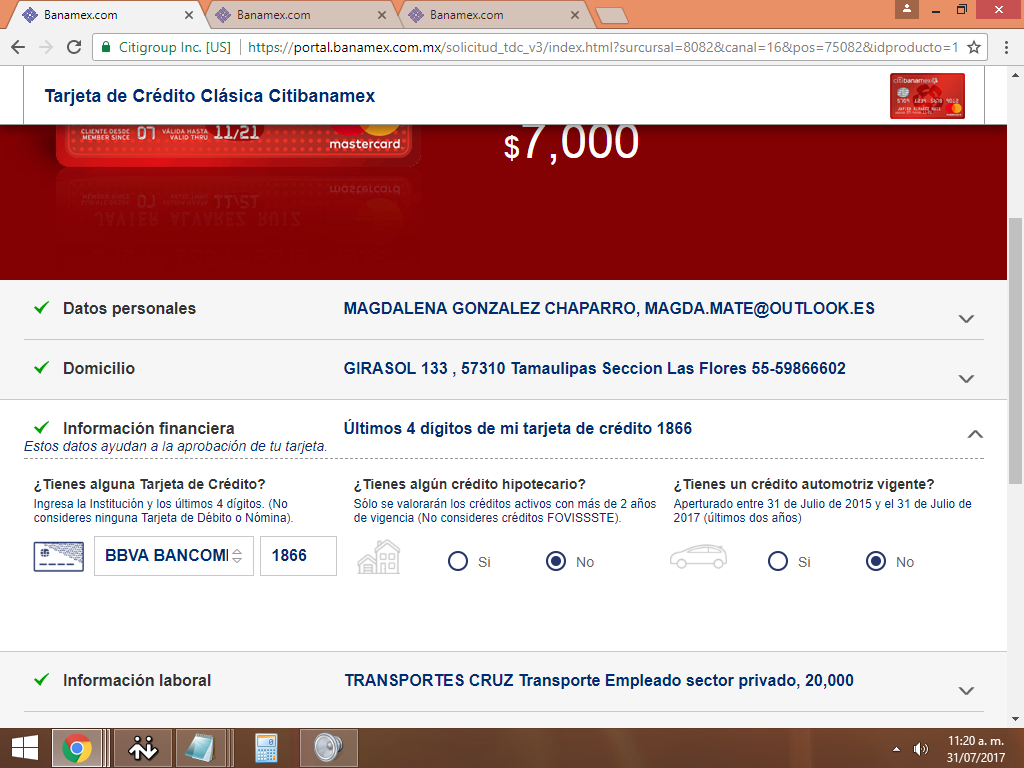 Banamex.com
Banamex.com
Banamex.com
Citigroup Inc. [US]
https://portal.banamex.com.mx/solicitud_tdc_v3/index.html?sursursal=8082&canal=16&pos=75082&idproducto=1
Tarjeta de Crédito Clásica Citibanamex
citibanamex
CLIENTE DESDE
MEMBER SINCE
07
VÁLIDA HASTA
VALID THRU
11/21
mastercard
$7,000
Datos personales
MAGDALENA GONZALEZ CHAPARRO, MAGDA.MATE@OUTLOOK.ES
Domicilio
GIRASOL 133 , 57310 Tamaulipas Seccion Las Flores 55-59866602
Información financiera
Últimos 4 dígitos de mi tarjeta de crédito 1866
Estos datos ayudan a la aprobación de tu tarjeta.
¿Tienes alguna Tarjeta de Crédito?
Ingresa la Institución y los últimos 4 dígitos. (No
consideres ninguna Tarjeta de Débito o Nómina).
BBVA BANCOM
1866
¿Tienes algún crédito hipotecario?
Sólo se valorarán los créditos activos con más de 2 años
de vigencia (No consideres créditos FOVISSSTE).
Si
No
¿Tienes un crédito automotriz vigente?
Aperturado entre 31 de Julio de 2015 y el 31 de Julio de
2017 (últimos dos años)
Si
No
Información laboral
TRANSPORTES CRUZ Transporte Empleado sector privado, 20,000
11:20 a. m.
31/07/2017